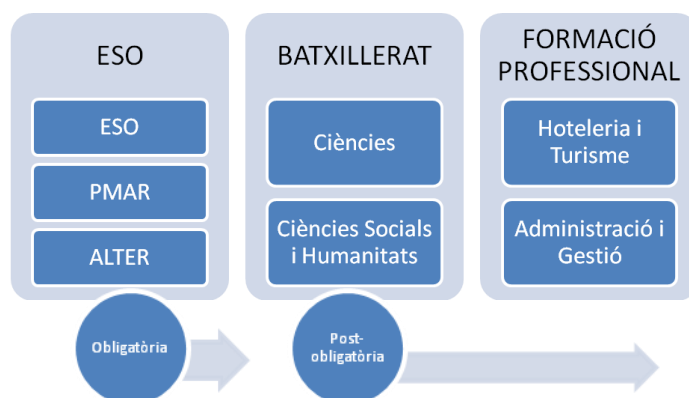 ESO
ESO
PMAR
ALTER
BATXILLERAT
Ciències
Ciències Socials
i Humanitats
FORMACIÓ
PROFESSIONAL
Hoteleria i
Turisme
Administració i
Gestió
Obligatòria
Post-
obligatòria